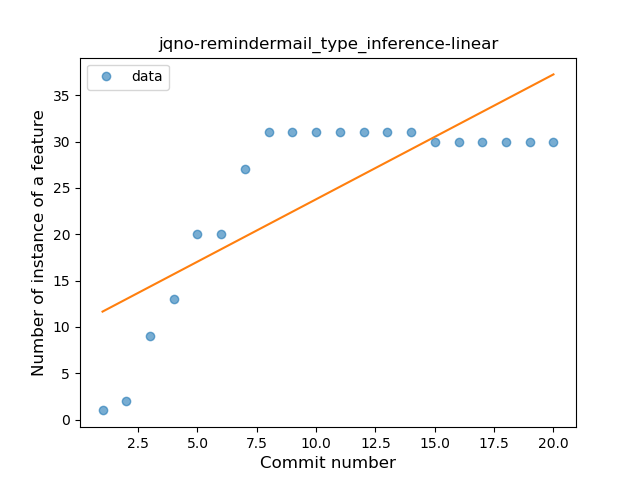 jqno-remindermail_type_inference-linear
data
Number of instance of a feature
35
30
25
20
15
10
5
0
2.5 5.0 7.5 10.0 12.5 15.0 17.5 20.0
Commit number